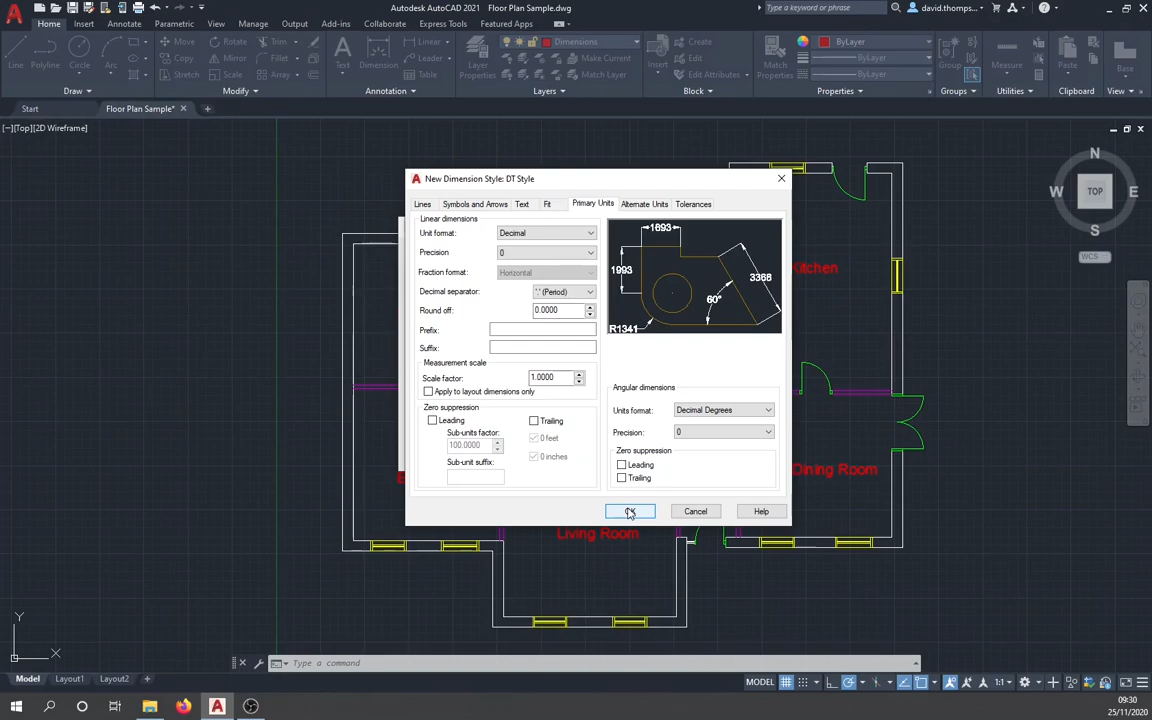 Autodesk AutoCAD 2021 Floor Plan Sample.dwg
Type a keyword or phrase
david.thomps...
Home Insert Annotate Parametric View Manage Output Add-ins Collaborate Express Tools Featured Apps
Line Polyline Circle Arc
Move Rotate Trim
Copy Mirror Fillet
Stretch Scale Array
Text Dimension
Linear
Leader
Table
Layer Properties
Dimensions
Make Current
Match Layer
Insert
Create
Edit
Edit Attributes
Match Properties
ByLayer
ByLayer
ByLayer
Group
Measure
Paste
Base
Draw Modify Annotation Layers Block Properties Groups Utilities Clipboard View
Start Floor Plan Sample*
[−][Top][2D Wireframe]
N
W TOP E
S
WCS
New Dimension Style: DT Style
Lines Symbols and Arrows Text Fit Primary Units Alternate Units Tolerances
Linear dimensions
Unit format: Decimal
Precision 0
Fraction format: Horizontal
Decimal separator: '.' (Period)
Round off: 0.0000
Prefix:
Suffix:
Measurement scale
Scale factor: 1.0000
Apply to layout dimensions only
Zero suppression
Leading Trailing
Sub-units factor: 0 feet
100.0000
0 inches
Sub-unit suffix:
1693
1993
3368
60°
R1341
Angular dimensions
Units format: Decimal Degrees
Precision: 0
Zero suppression
Leading
Trailing
Cancel Help
Kitchen
Dining Room
Living Room
Y
X
Type a command
Model Layout1 Layout2 +
MODEL 1:1
09:30
25/11/2020